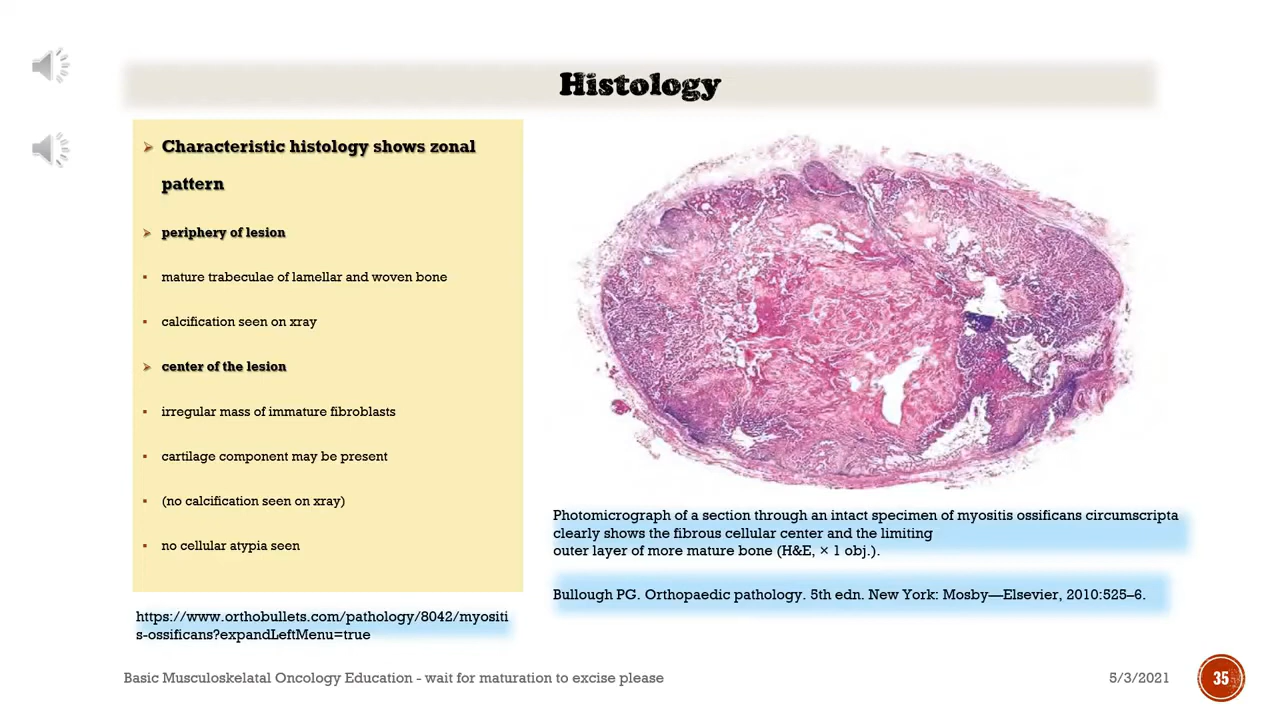 Histology
Characteristic histology shows zonal
pattern
periphery of lesion
mature trabeculae of lamellar and woven bone
calcification seen on xray
center of the lesion
irregular mass of immature fibroblasts
cartilage component may be present
(no calcification seen on xray)
no cellular atypia seen
https://www.orthobullets.com/pathology/8042/myositi
s-ossificans?expandLeftMenu=true
Photomicrograph of a section through an intact specimen of myositis ossificans circumscripta
clearly shows the fibrous cellular center and the limiting
outer layer of more mature bone (H&E, × 1 obj.).
Bullough PG. Orthopaedic pathology. 5th edn. New York: Mosby—Elsevier, 2010:525–6.
Basic Musculoskelatal Oncology Education - wait for maturation to excise please
5/3/2021
35